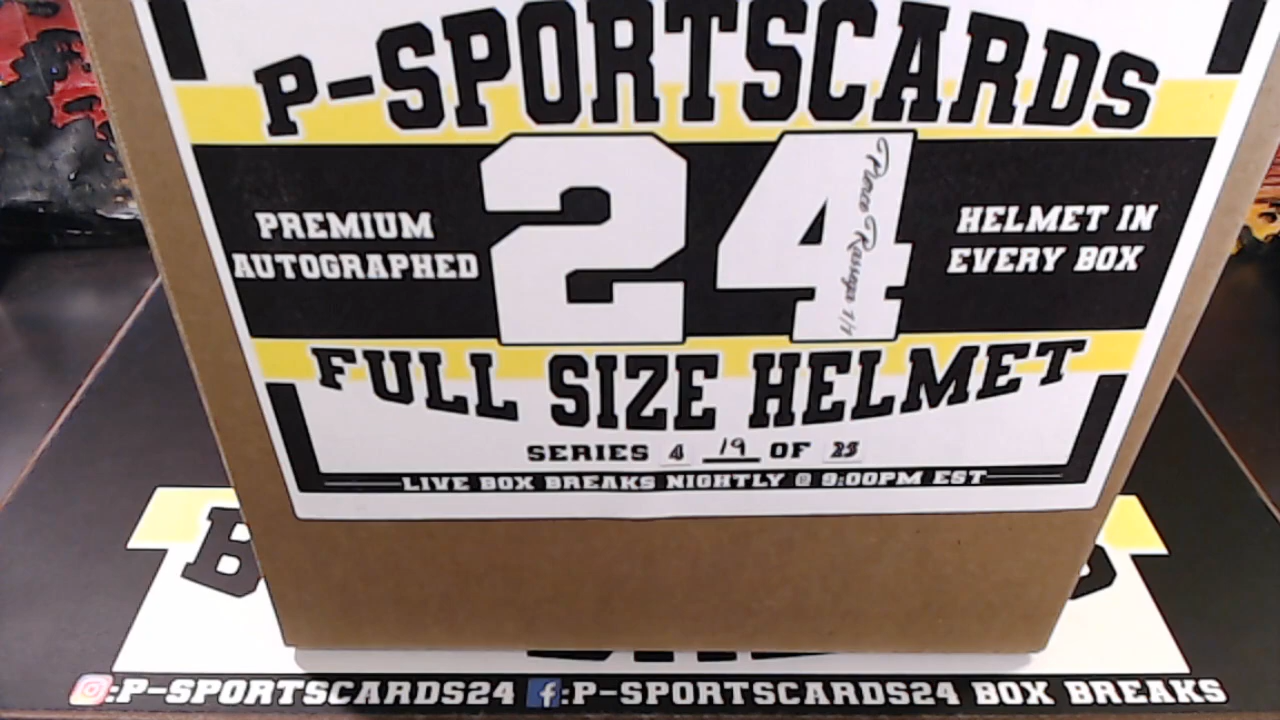 P-SPORTSCARDS
24
PREMIUM
AUTOGRAPHED
HELMET IN
EVERY BOX
FULL SIZE HELMET
SERIES 4 19 OF
LIVE BOX BREAKS NIGHTLY @ 9:00PM EST
:P-SPORTSCARDS24 :P-SPORTSCARDS24 BOX BREAKS